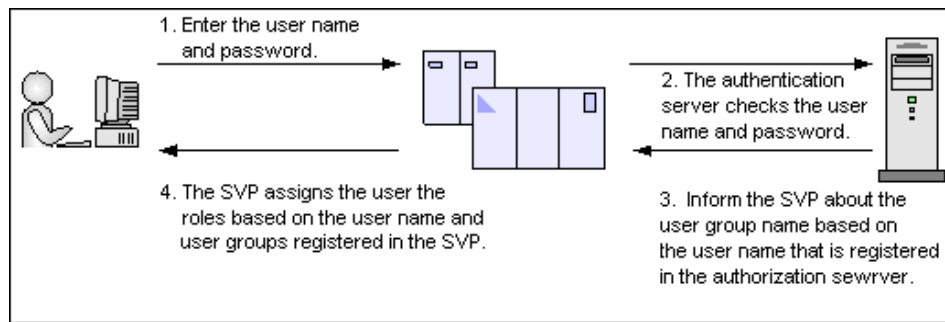 1. Enter the user name
and password.
2. The authentication
server checks the user
name and password.
3. Inform the SVP about the
user group name based on
the user name that is registered
in the authorization sewrver.
4. The SVP assigns the user the
roles based on the user name and
user groups registered in the SVP.